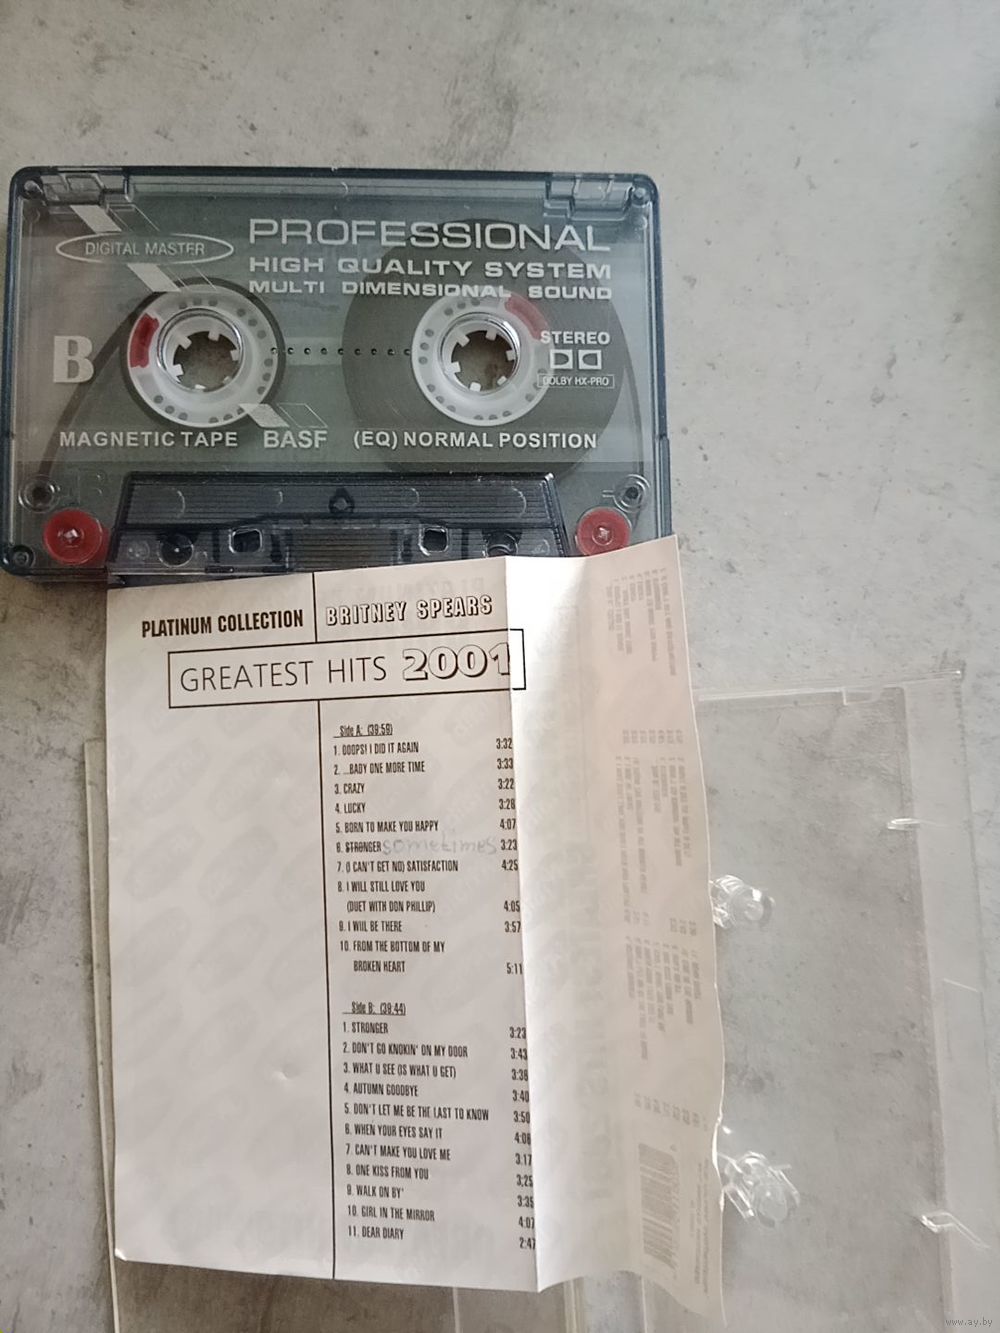 DIGITAL MASTER
PROFESSIONAL
HIGH QUALITY SYSTEM
MULTI DIMENSIONAL SOUND
B
STEREO
DOLBY HX-PRO
MAGNETIC TAPE BASF (EQ) NORMAL POSITION
PLATINUM COLLECTION
BRITNEY SPEARS
GREATEST HITS 2001
Side A: (39:59)
1. OOOPS! I DID IT AGAIN 3:32
2. ...BABY ONE MORE TIME 3:33
3. CRAZY 3:22
4. LUCKY 3:28
5. BORN TO MAKE YOU HAPPY 4:07
6. STRONGER sometimes 3:23
7. (I CAN'T GET NO) SATISFACTION 4:25
8. I WILL STILL LOVE YOU
(DUET WITH DON PHILLIP) 4:05
9. I WIIL BE THERE 3:57
10. FROM THE BOTTOM OF MY
BROKEN HEART 5:11
Side B: (39:44)
1. STRONGER 3:23
2. DON'T GO KNOKIN' ON MY DOOR 3:43
3. WHAT U SEE (IS WHAT U GET) 3:36
4. AUTUMN GOODBYE 3:40
5. DON'T LET ME BE THE LAST TO KNOW 3:50
6. WHEN YOUR EYES SAY IT 4:06
7. CAN'T MAKE YOU LOVE ME 3:17
8. ONE KISS FROM YOU 3:25
9. WALK ON BY' 3:35
10. GIRL IN THE MIRROR 4:07
11. DEAR DIARY 2:47
www.ay.by